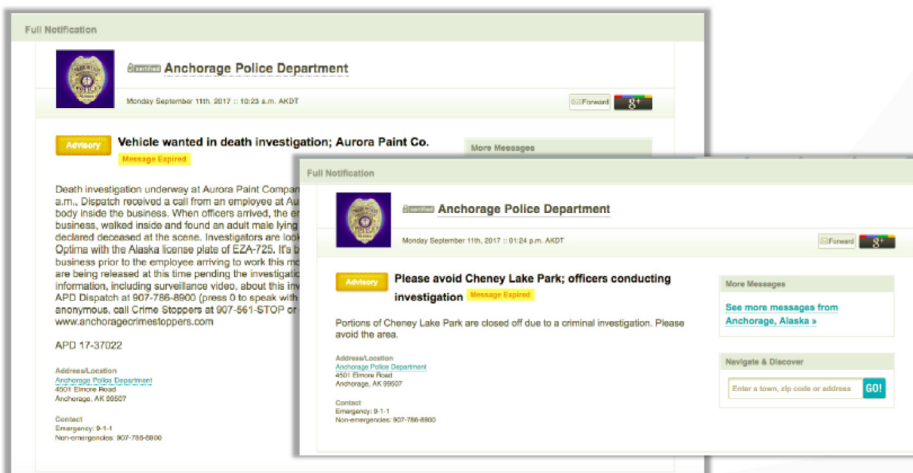 Full Notification
Anchorage Police Department
Monday September 11th, 2017 :: 10:23 a.m. AKDT
Forward
g+
Advisory
Vehicle wanted in death investigation; Aurora Paint Co.
Message Expired
More Messages
Death investigation underway at Aurora Paint Compan
a.m., Dispatch received a call from an employee at Au
body inside the business. When officers arrived, the e
business, walked inside and found an adult male lying
declared deceased at the scene. Investigators are look
Optima with the Alaska license plate of EZA-725. It's b
business prior to the employee arriving to work this mo
are being released at this time pending the investigatio
information, including surveillance video, about this inv
APD Dispatch at 907-786-8900 (press 0 to speak with
anonymous, call Crime Stoppers at 907-561-STOP or
www.anchoragecrimestoppers.com
APD 17-37022
Address/Location
Anchorage Police Department
4501 Elmore Road
Anchorage, AK 99507
Contact
Emergency: 9-1-1
Non-emergencies: 907-786-8900
Full Notification
Anchorage Police Department
Monday September 11th, 2017 :: 01:24 p.m. AKDT
Forward
g+
Advisory
Please avoid Cheney Lake Park; officers conducting
investigation Message Expired
Portions of Cheney Lake Park are closed off due to a criminal investigation. Please
avoid the area.
Address/Location
Anchorage Police Department
4501 Elmore Road
Anchorage, AK 99507
Contact
Emergency: 9-1-1
Non-emergencies: 907-786-8900
More Messages
See more messages from
Anchorage, Alaska »
Navigate & Discover
Enter a town, zip code or address
GO!